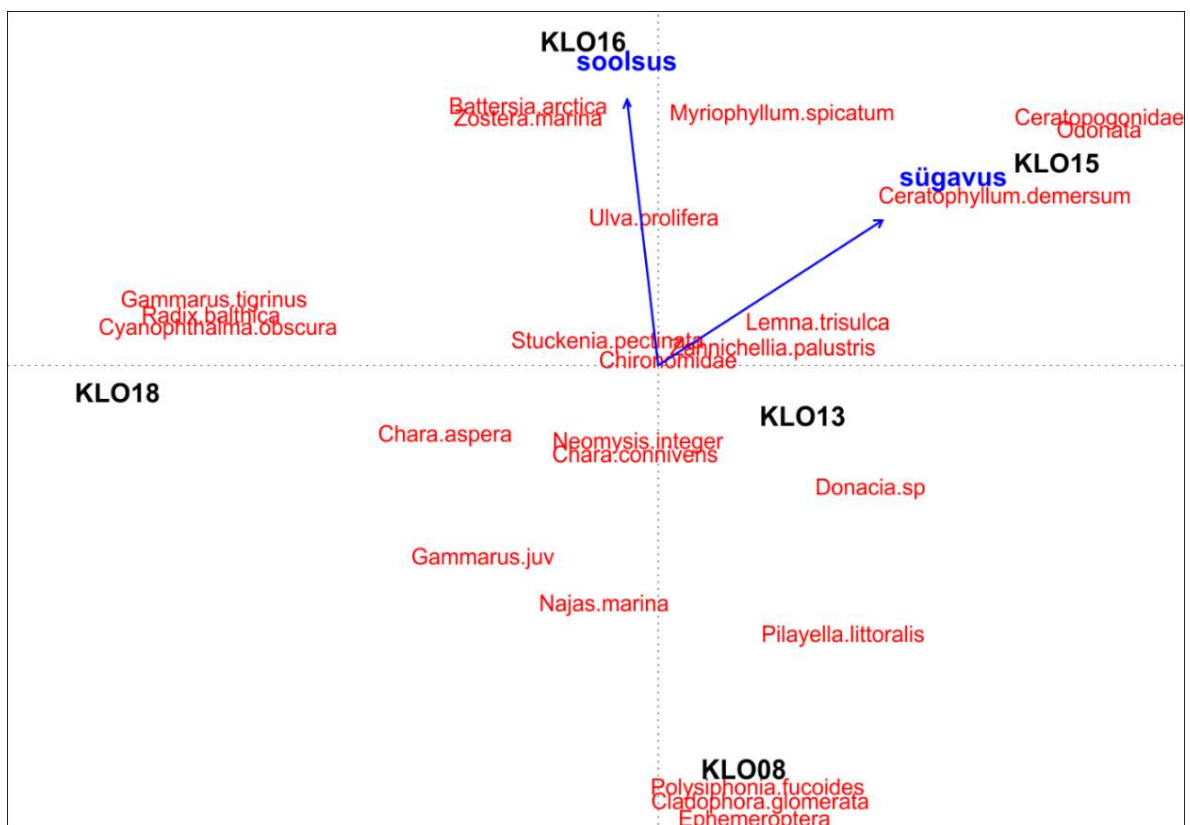 KLO16
soolsus
Battersia.arctica
Zostera.marina
Myriophyllum.spicatum
Ceratopogonidae
Odonata
KLO15
sügavus
Ceratophyllum.demersum
Ulva.prolifera
Gammarus.tigrinus
Radix.balthica
Cyanophthalma.obscura
Lemna.trisulca
Stuckenia.pectinata
Zannichellia.palustris
Chironomidae
KLO18
KLO13
Chara.aspera
Neomysis.integer
Chara.connivens
Donacia.sp
Gammarus.juv
Najas.marina
Pilayella.littoralis
KLO08
Polysiphonia.fucoides
Cladophora.glomerata
Ephemeroptera